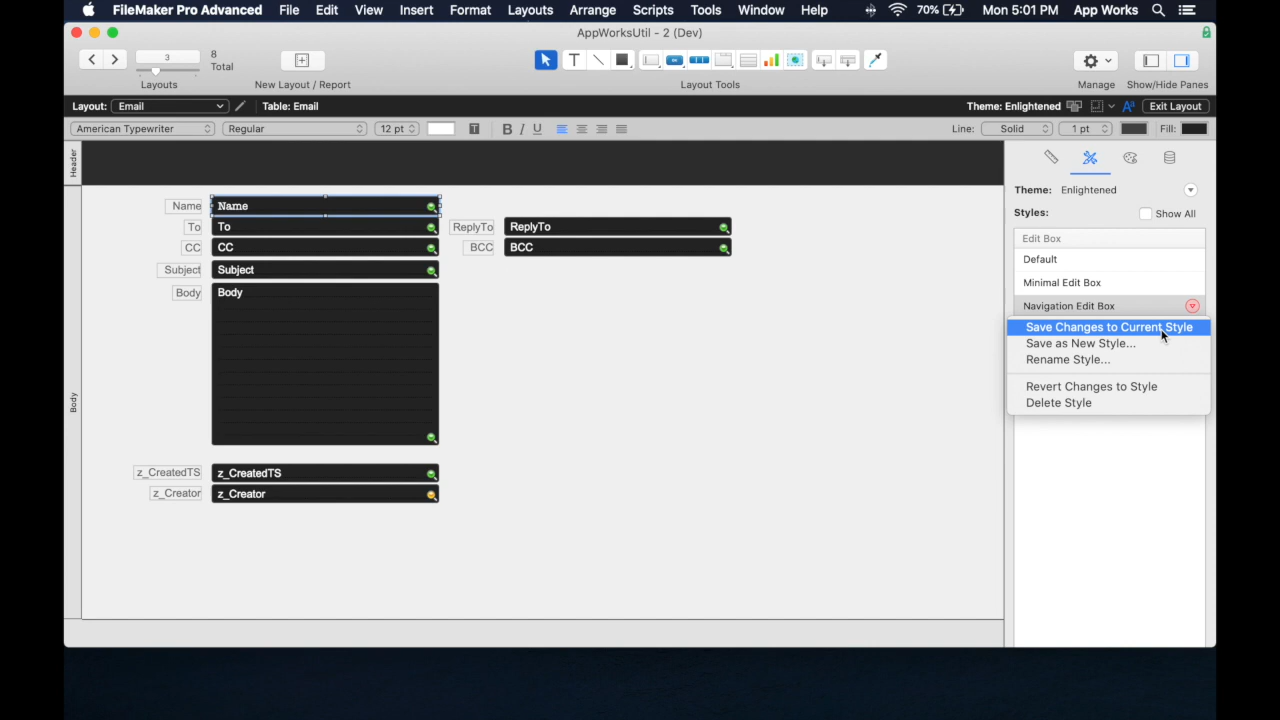 FileMaker Pro Advanced File Edit View Insert Format Layouts Arrange Scripts Tools Window Help 70% Mon 5:01 PM App Works
AppWorksUtil - 2 (Dev)
3
8
Total
Layouts New Layout / Report Layout Tools Manage Show/Hide Panes
Layout: Email Table: Email Theme: Enlightened Exit Layout
American Typewriter Regular 12 pt B I U Line: Solid 1 pt Fill:
Header
Theme: Enlightened
Name Name Styles: Show All
To To ReplyTo ReplyTo
Edit Box
CC CC BCC BCC
Default
Subject Subject
Minimal Edit Box
Body Body
Navigation Edit Box
Save Changes to Current Style
Save as New Style...
Rename Style...
Revert Changes to Style
Delete Style
Body
z_CreatedTS z_CreatedTS
z_Creator z_Creator